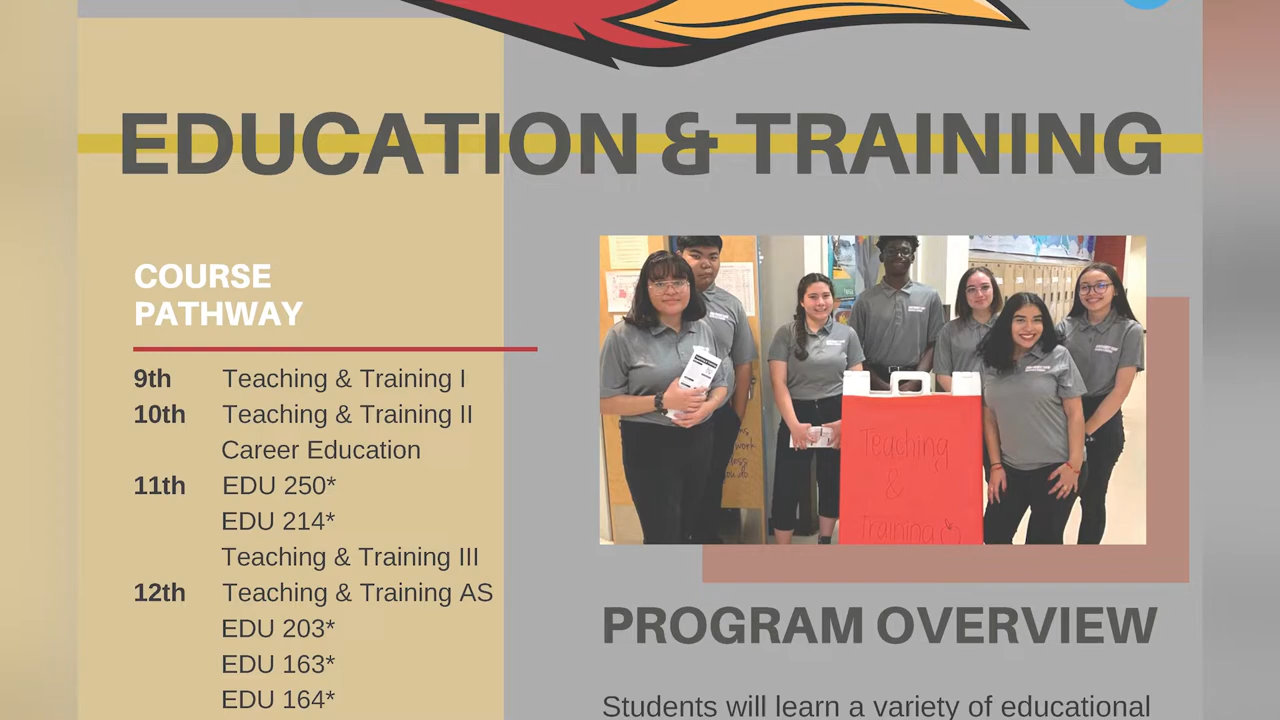 EDUCATION & TRAINING
COURSE
PATHWAY
9th Teaching & Training I
10th Teaching & Training II
Career Education
11th EDU 250*
EDU 214*
Teaching & Training III
12th Teaching & Training AS
EDU 203*
EDU 163*
EDU 164*
Teaching
&
Training
PROGRAM OVERVIEW
Students will learn a variety of educational